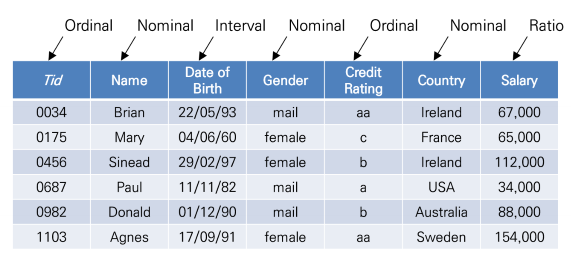 Ordinal Nominal Interval Nominal Ordinal Nominal Ratio
Tid Name Date of Birth Gender Credit Rating Country Salary
0034 Brian 22/05/93 mail aa Ireland 67,000
0175 Mary 04/06/60 female c France 65,000
0456 Sinead 29/02/97 female b Ireland 112,000
0687 Paul 11/11/82 mail a USA 34,000
0982 Donald 01/12/90 mail b Australia 88,000
1103 Agnes 17/09/91 female aa Sweden 154,000